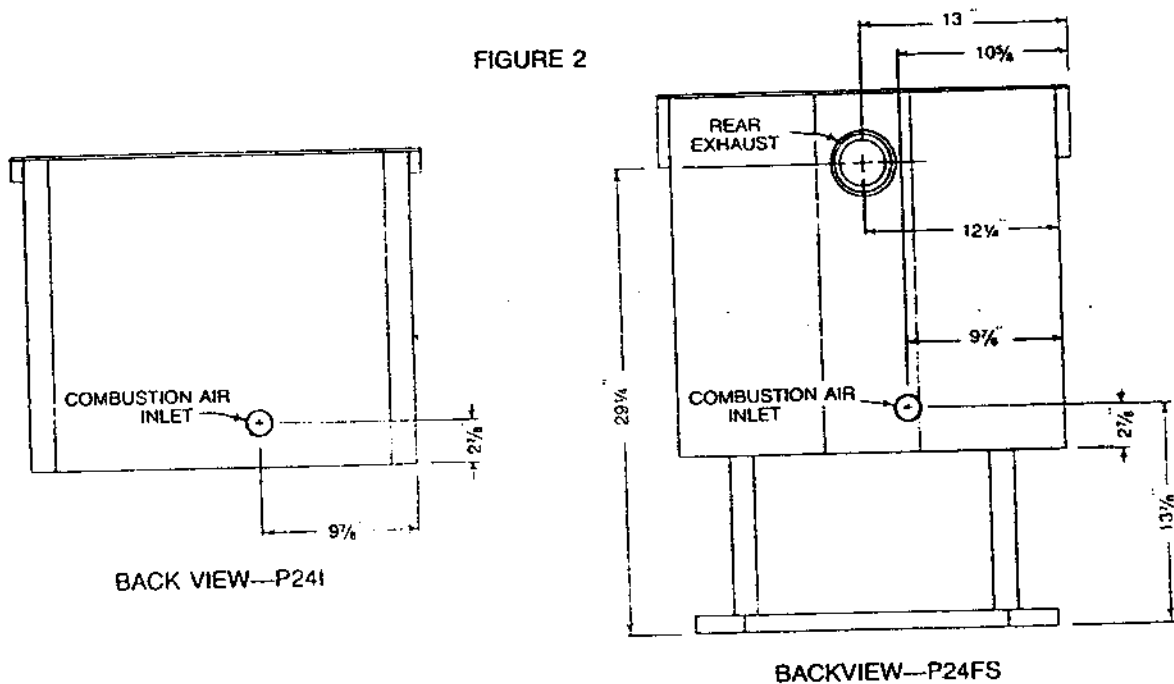 FIGURE 2
13"
10⅝
REAR
EXHAUST
12¼"
9⅞"
29¼"
COMBUSTION AIR
INLET
2⅞
9⅞
COMBUSTION AIR
INLET
2⅞"
13⅞"
BACK VIEW—P24I
BACKVIEW—P24FS